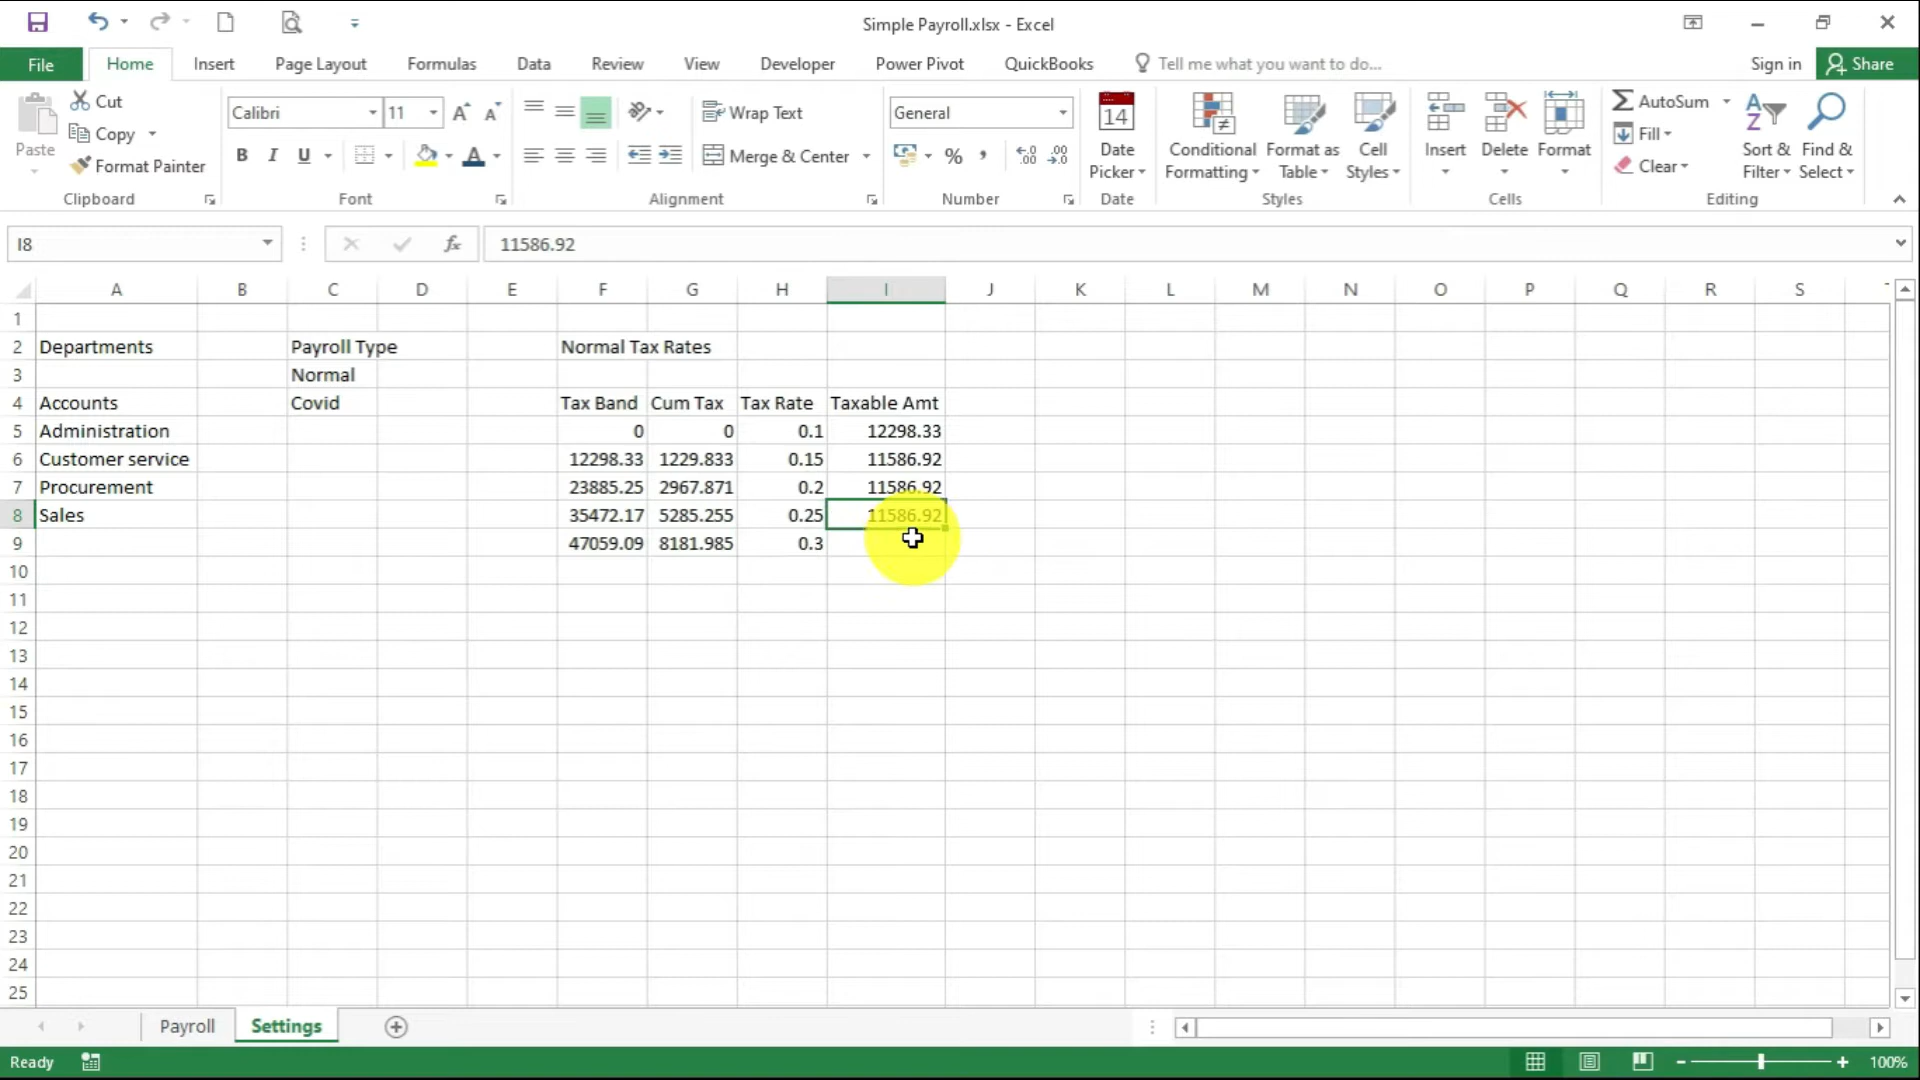 Simple Payroll.xlsx - Excel
File Home Insert Page Layout Formulas Data Review View Developer Power Pivot QuickBooks Tell me what you want to do... Sign in Share
Paste
Cut
Copy
Format Painter
Clipboard
Calibri 11
B I U
Font
Wrap Text
Merge & Center
Alignment
General
%
Number
14
Date Picker
Date
Conditional Formatting
Format as Table
Cell Styles
Styles
Insert Delete Format
Cells
AutoSum
Fill
Clear
Sort & Filter
Find & Select
Editing
I8 fx 11586.92
A B C D E F G H I J K L M N O P Q R S
1
2 Departments Payroll Type Normal Tax Rates
3 Normal
4 Accounts Covid Tax Band Cum Tax Tax Rate Taxable Amt
5 Administration 0 0 0.1 12298.33
6 Customer service 12298.33 1229.833 0.15 11586.92
7 Procurement 23885.25 2967.871 0.2 11586.92
8 Sales 35472.17 5285.255 0.25 11586.92
9 47059.09 8181.985 0.3
10
11
12
13
14
15
16
17
18
19
20
21
22
23
24
25
Payroll Settings
Ready 100%